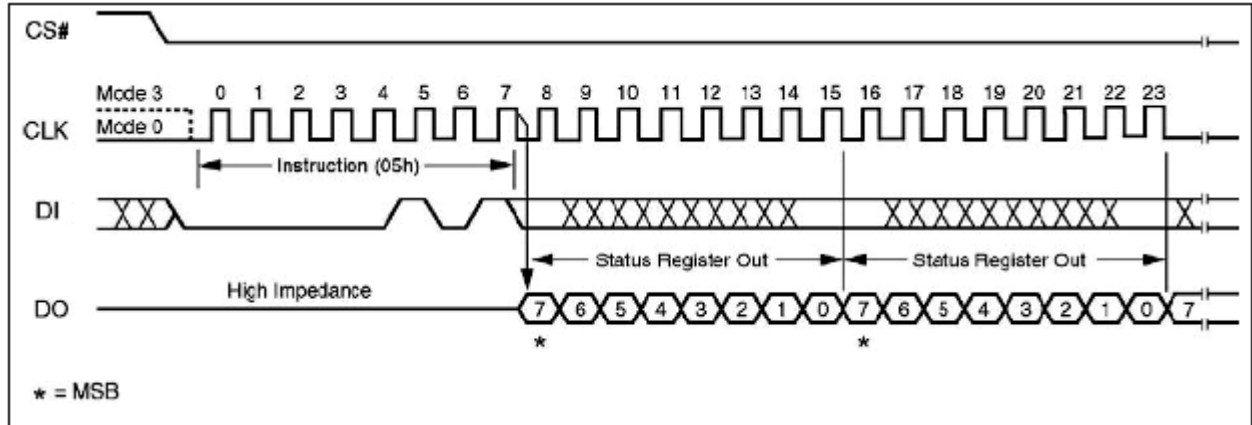 CS#
Mode 3 0 1 2 3 4 5 6 7 8 9 10 11 12 13 14 15 16 17 18 19 20 21 22 23
CLK Mode 0
Instruction (05h)
DI
Status Register Out Status Register Out
High Impedance
DO 7 6 5 4 3 2 1 0 7 6 5 4 3 2 1 0 7
* *
* = MSB